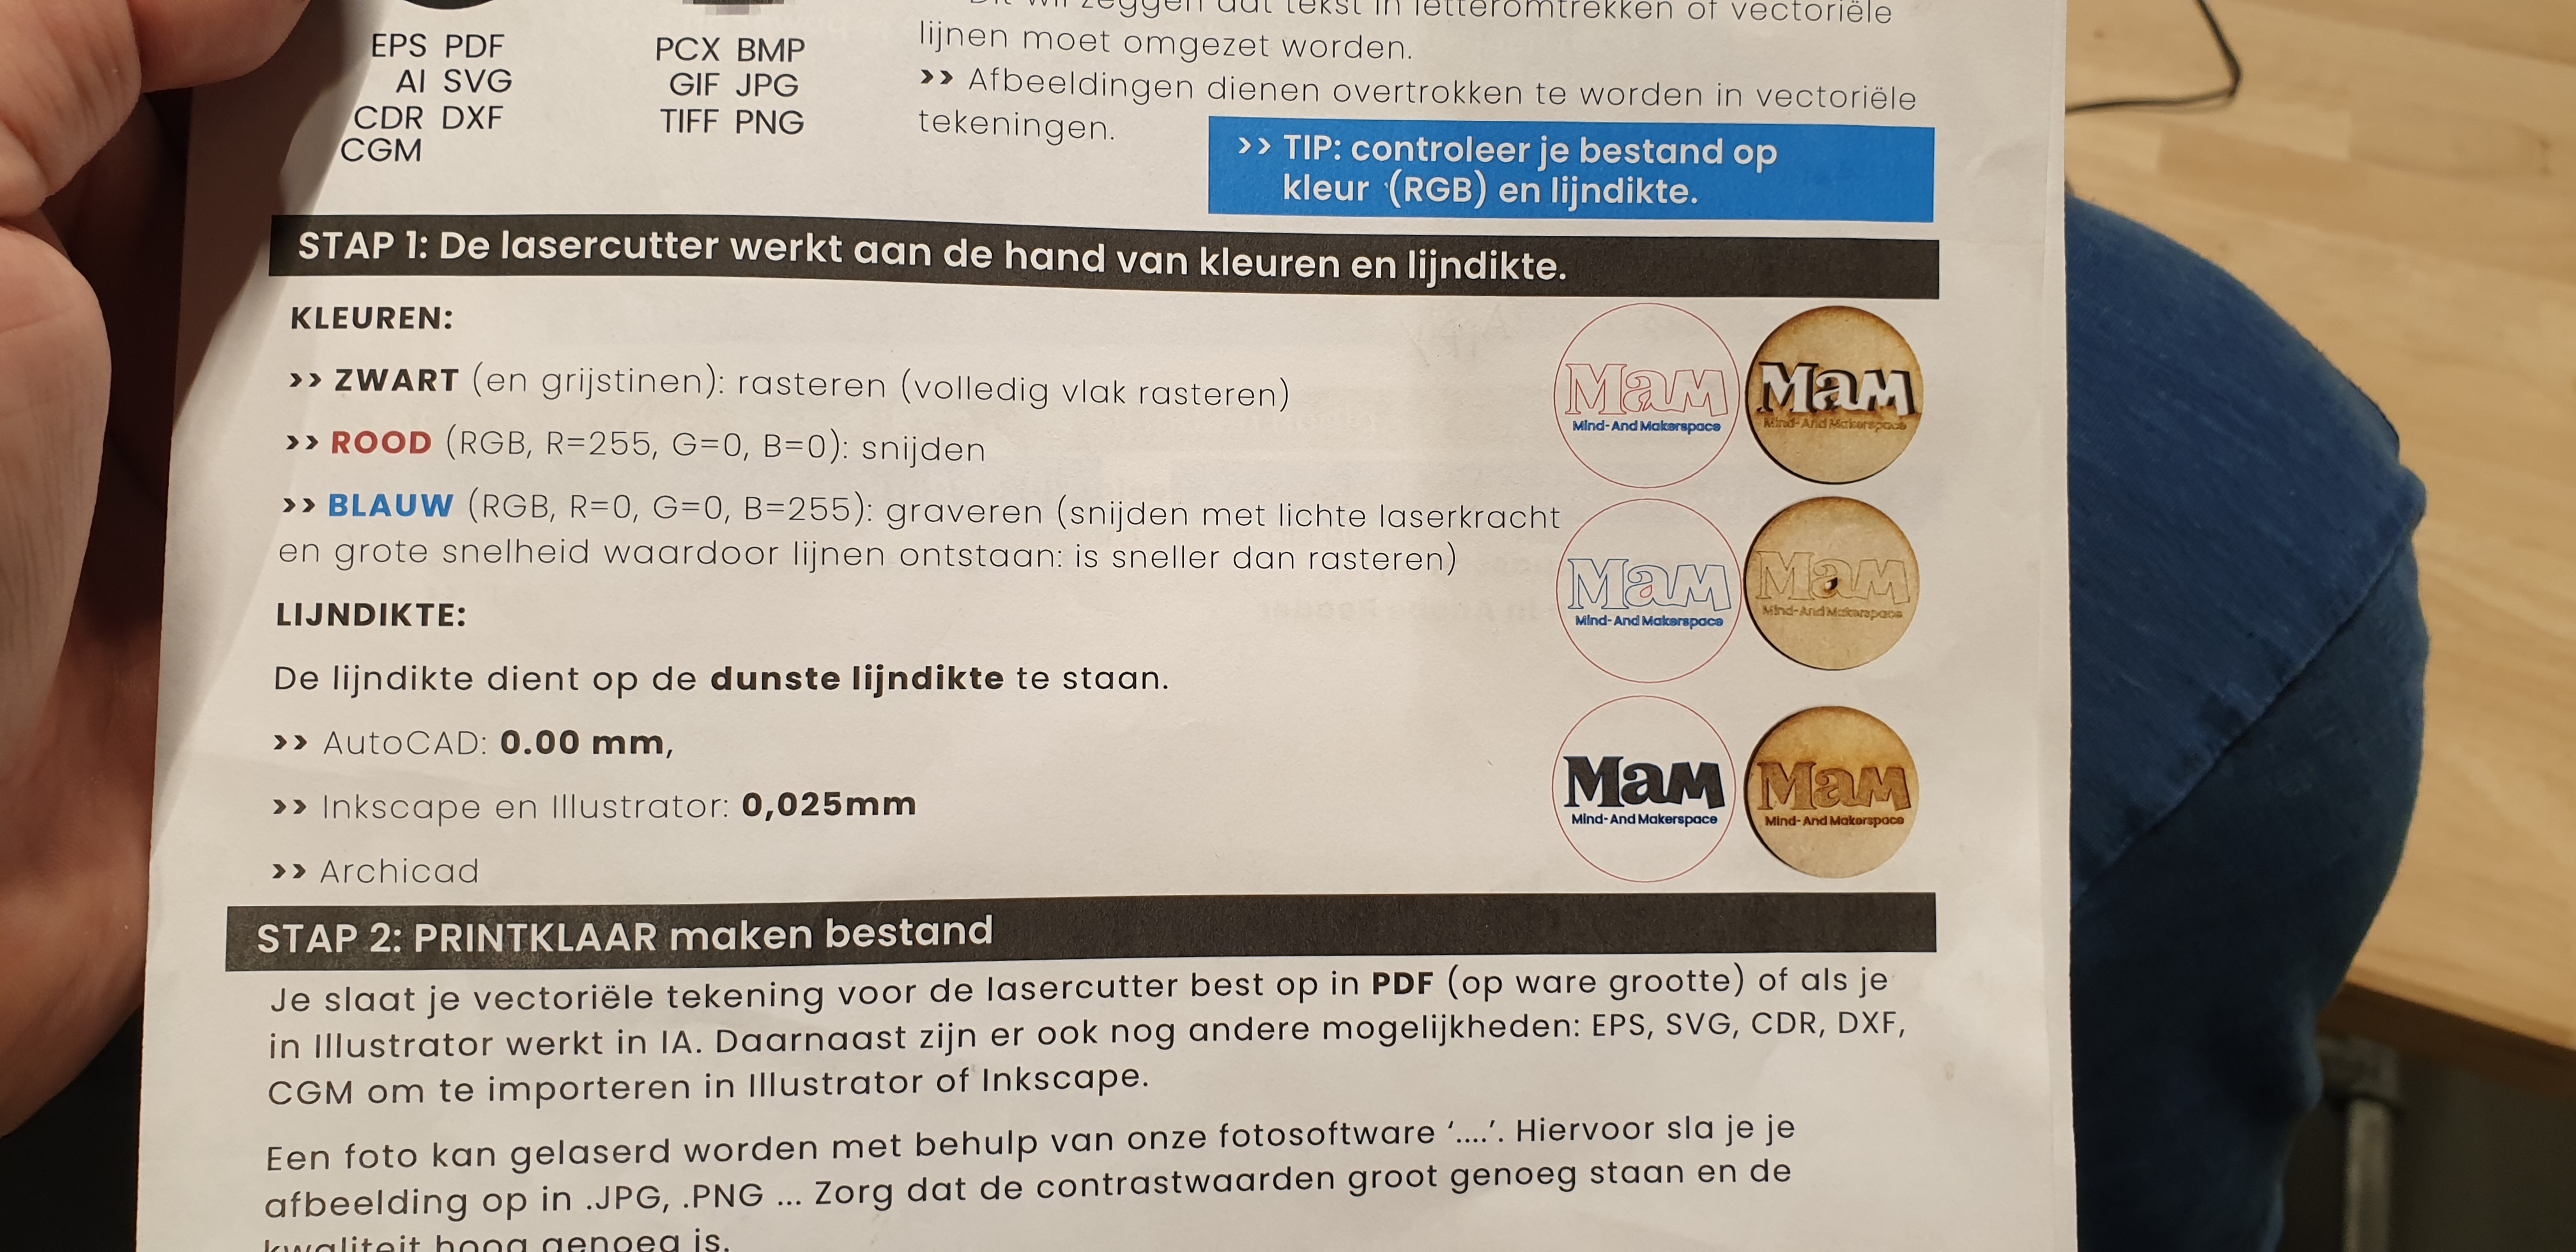 EPS PDF
AI SVG
CDR DXF
CGM
PCX BMP
GIF JPG
TIFF PNG
Dit wil zeggen dat tekst in letteromtrekken of vectoriële
lijnen moet omgezet worden.
>> Afbeeldingen dienen overtrokken te worden in vectoriële
tekeningen.
>> TIP: controleer je bestand op
kleur (RGB) en lijndikte.
STAP 1: De lasercutter werkt aan de hand van kleuren en lijndikte.
KLEUREN:
>> ZWART (en grijstinen): rasteren (volledig vlak rasteren)
>> ROOD (RGB, R=255, G=0, B=0): snijden
>> BLAUW (RGB, R=0, G=0, B=255): graveren (snijden met lichte laserkracht
en grote snelheid waardoor lijnen ontstaan: is sneller dan rasteren)
LIJNDIKTE:
De lijndikte dient op de dunste lijndikte te staan.
>> AutoCAD: 0.00 mm,
>> Inkscape en Illustrator: 0,025mm
>> Archicad
MaM
Mind-And Makerspace
MaM
Mind-And Makerspace
MaM
Mind-And Makerspace
MaM
Mind-And Makerspace
MaM
Mind-And Makerspace
MaM
Mind-And Makerspace
STAP 2: PRINTKLAAR maken bestand
Je slaat je vectoriële tekening voor de lasercutter best op in PDF (op ware grootte) of als je
in Illustrator werkt in IA. Daarnaast zijn er ook nog andere mogelijkheden: EPS, SVG, CDR, DXF,
CGM om te importeren in Illustrator of Inkscape.
Een foto kan gelaserd worden met behulp van onze fotosoftware '....'. Hiervoor sla je je
afbeelding op in .JPG, .PNG ... Zorg dat de contrastwaarden groot genoeg staan en de
kwaliteit hoog genoeg is.